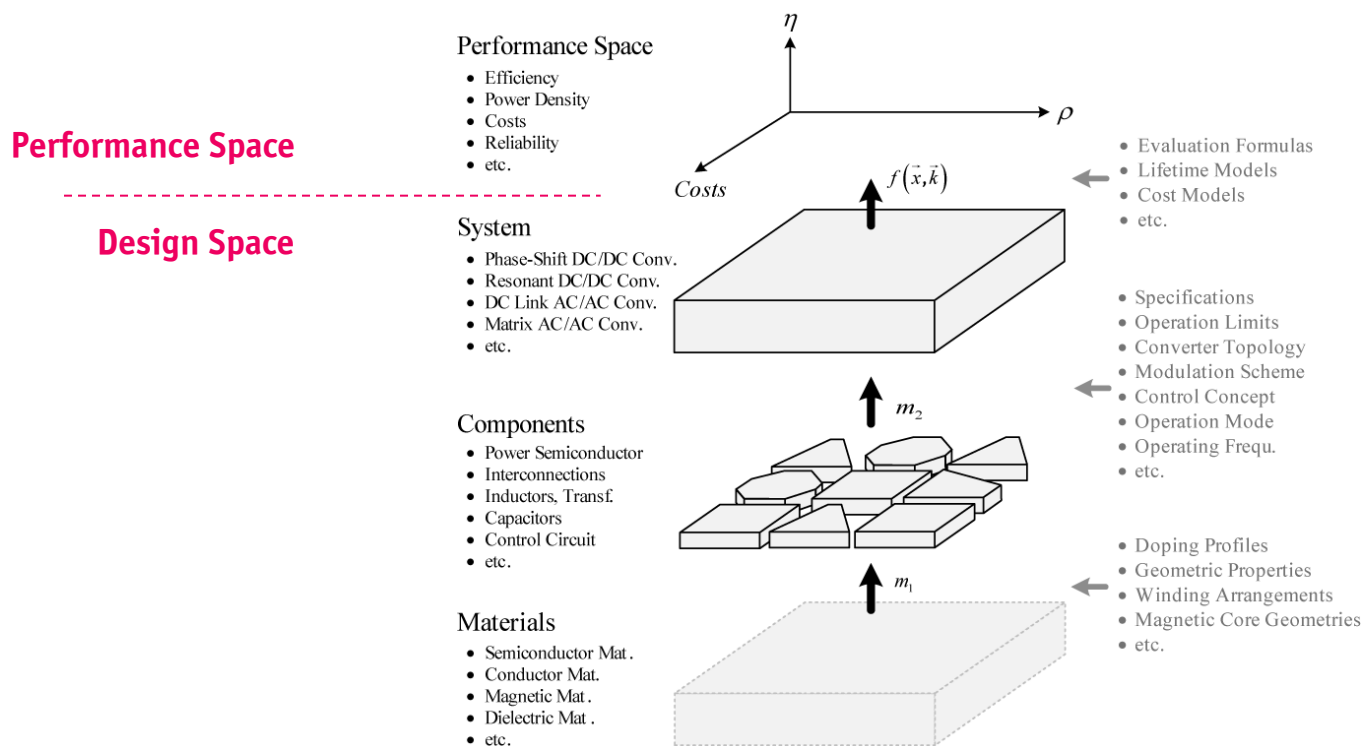 Performance Space
Design Space
Performance Space
• Efficiency
• Power Density
• Costs
• Reliability
• etc.
System
• Phase-Shift DC/DC Conv.
• Resonant DC/DC Conv.
• DC Link AC/AC Conv.
• Matrix AC/AC Conv.
• etc.
Components
• Power Semiconductor
• Interconnections
• Inductors, Transf.
• Capacitors
• Control Circuit
• etc.
Materials
• Semiconductor Mat.
• Conductor Mat.
• Magnetic Mat.
• Dielectric Mat.
• etc.
η
ρ
Costs
f(x⃗,k⃗)
m₂
m₁
• Evaluation Formulas
• Lifetime Models
• Cost Models
• etc.
• Specifications
• Operation Limits
• Converter Topology
• Modulation Scheme
• Control Concept
• Operation Mode
• Operating Frequ.
• etc.
• Doping Profiles
• Geometric Properties
• Winding Arrangements
• Magnetic Core Geometries
• etc.